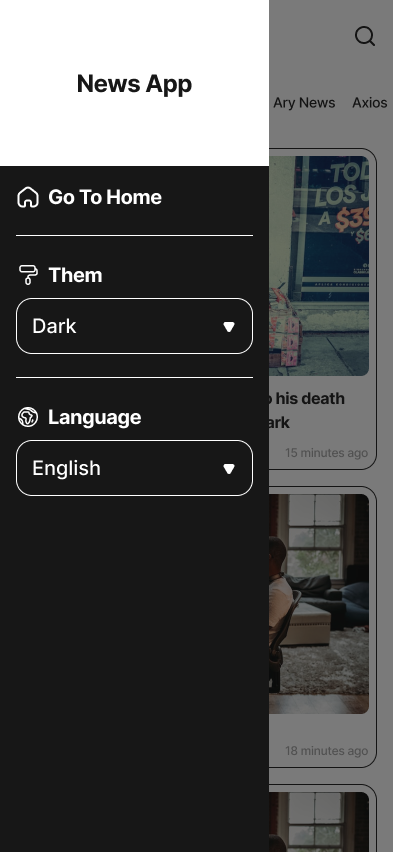 News App
Ary News Axios
Go To Home
Them
Dark
Language
English
LOS
A $
his death
15 minutes ago
18 minutes ago